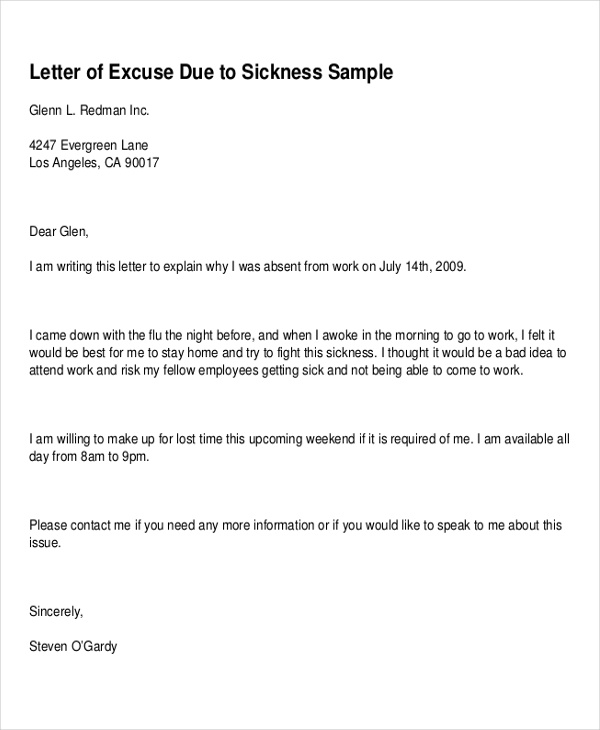 Letter of Excuse Due to Sickness Sample
Glenn L. Redman Inc.
4247 Evergreen Lane
Los Angeles, CA 90017
Dear Glen,
I am writing this letter to explain why I was absent from work on July 14th, 2009.
I came down with the flu the night before, and when I awoke in the morning to go to work, I felt it
would be best for me to stay home and try to fight this sickness. I thought it would be a bad idea to
attend work and risk my fellow employees getting sick and not being able to come to work.
I am willing to make up for lost time this upcoming weekend if it is required of me. I am available all
day from 8am to 9pm.
Please contact me if you need any more information or if you would like to speak to me about this
issue.
Sincerely,
Steven O'Gardy